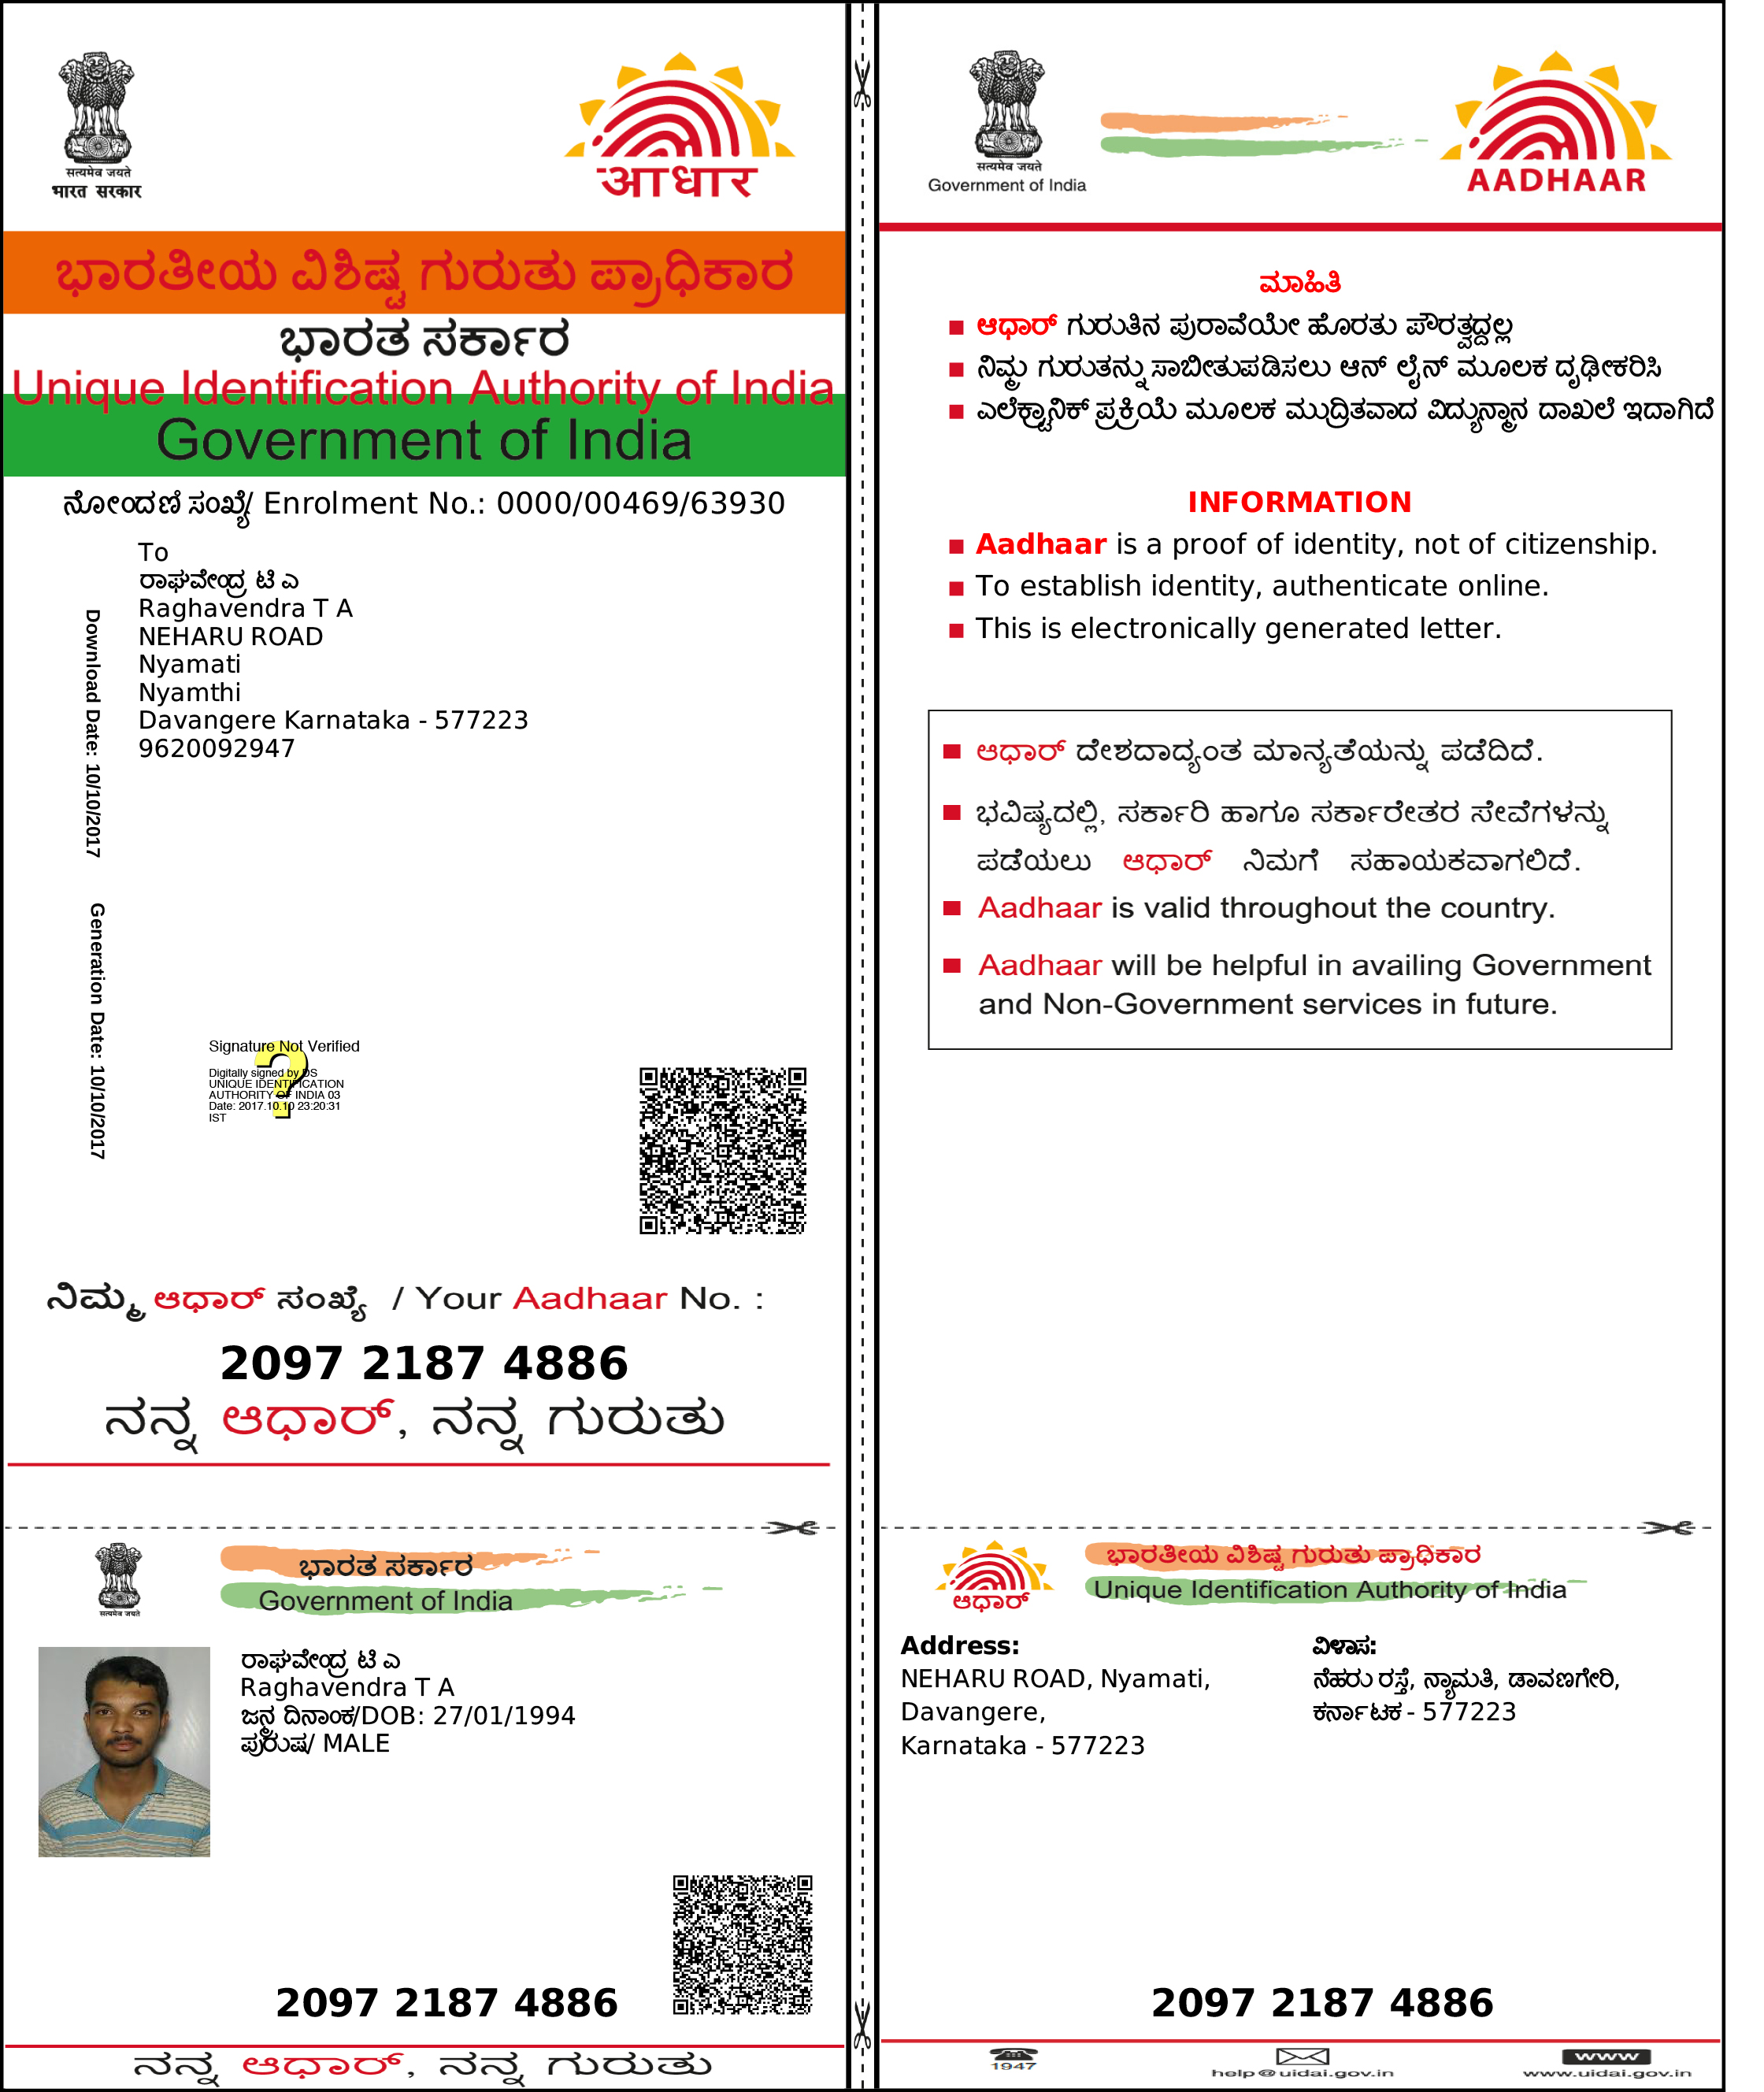 सत्यमेव जयते
भारत सरकार
आधार
ಭಾರತೀಯ ವಿಶಿಷ್ಟ ಗುರುತು ಪ್ರಾಧಿಕಾರ
ಭಾರತ ಸರ್ಕಾರ
Unique Identification Authority of India
Government of India
ನೋಂದಣಿ ಸಂಖ್ಯೆ/ Enrolment No.: 0000/00469/63930
To
ರಾಘವೇಂದ್ರ ಟಿ ಎ
Raghavendra T A
NEHARU ROAD
Nyamati
Nyamthi
Davangere Karnataka - 577223
9620092947
Download Date: 10/10/2017
Generation Date: 10/10/2017
Signature Not Verified
Digitally signed by DS
UNIQUE IDENTIFICATION
AUTHORITY OF INDIA 03
Date: 2017.10.10 23:20:31
IST
ನಿಮ್ಮ ಆಧಾರ್ ಸಂಖ್ಯೆ / Your Aadhaar No. :
2097 2187 4886
ನನ್ನ ಆಧಾರ್, ನನ್ನ ಗುರುತು
सत्यमेव जयते
Government of India
AADHAAR
ಮಾಹಿತಿ
ಆಧಾರ್ ಗುರುತಿನ ಪುರಾವೆಯೇ ಹೊರತು ಪೌರತ್ವದ್ದಲ್ಲ
ನಿಮ್ಮ ಗುರುತನ್ನು ಸಾಬೀತುಪಡಿಸಲು ಆನ್ ಲೈನ್ ಮೂಲಕ ದೃಢೀಕರಿಸಿ
ಎಲೆಕ್ಟ್ರಾನಿಕ್ ಪ್ರಕ್ರಿಯೆ ಮೂಲಕ ಮುದ್ರಿತವಾದ ವಿದ್ಯುನ್ಮಾನ ದಾಖಲೆ ಇದಾಗಿದೆ
INFORMATION
Aadhaar is a proof of identity, not of citizenship.
To establish identity, authenticate online.
This is electronically generated letter.
ಆಧಾರ್ ದೇಶದಾದ್ಯಂತ ಮಾನ್ಯತೆಯನ್ನು ಪಡೆದಿದೆ.
ಭವಿಷ್ಯದಲ್ಲಿ, ಸರ್ಕಾರಿ ಹಾಗೂ ಸರ್ಕಾರೇತರ ಸೇವೆಗಳನ್ನು
ಪಡೆಯಲು ಆಧಾರ್ ನಿಮಗೆ ಸಹಾಯಕವಾಗಲಿದೆ.
Aadhaar is valid throughout the country.
Aadhaar will be helpful in availing Government
and Non-Government services in future.
सत्यमेव जयते
ಭಾರತ ಸರ್ಕಾರ
Government of India
ರಾಘವೇಂದ್ರ ಟಿ ಎ
Raghavendra T A
ಜನ್ಮ ದಿನಾಂಕ/DOB: 27/01/1994
ಪುರುಷ/ MALE
2097 2187 4886
ನನ್ನ ಆಧಾರ್, ನನ್ನ ಗುರುತು
ಆಧಾರ್
ಭಾರತೀಯ ವಿಶಿಷ್ಟ ಗುರುತು ಪ್ರಾಧಿಕಾರ
Unique Identification Authority of India
Address:
NEHARU ROAD, Nyamati,
Davangere,
Karnataka - 577223
ವಿಳಾಸ:
ನೆಹರು ರಸ್ತೆ, ನ್ಯಾಮತಿ, ಡಾವಣಗೇರಿ,
ಕರ್ನಾಟಕ - 577223
2097 2187 4886
1947
help@uidai.gov.in
www
www.uidai.gov.in